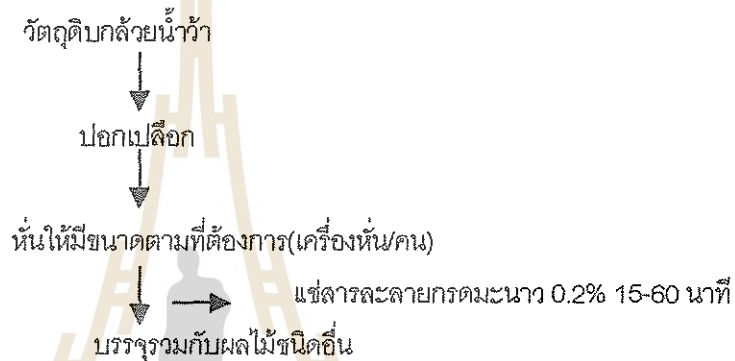 วัตถุดิบกล้วยน้ำว้า
ปอกเปลือก
หั่นให้มีขนาดตามที่ต้องการ(เครื่องหั่น/คน)
แช่สารละลายกรดมะนาว 0.2% 15-60 นาที
บรรจุรวมกับผลไม้ชนิดอื่น